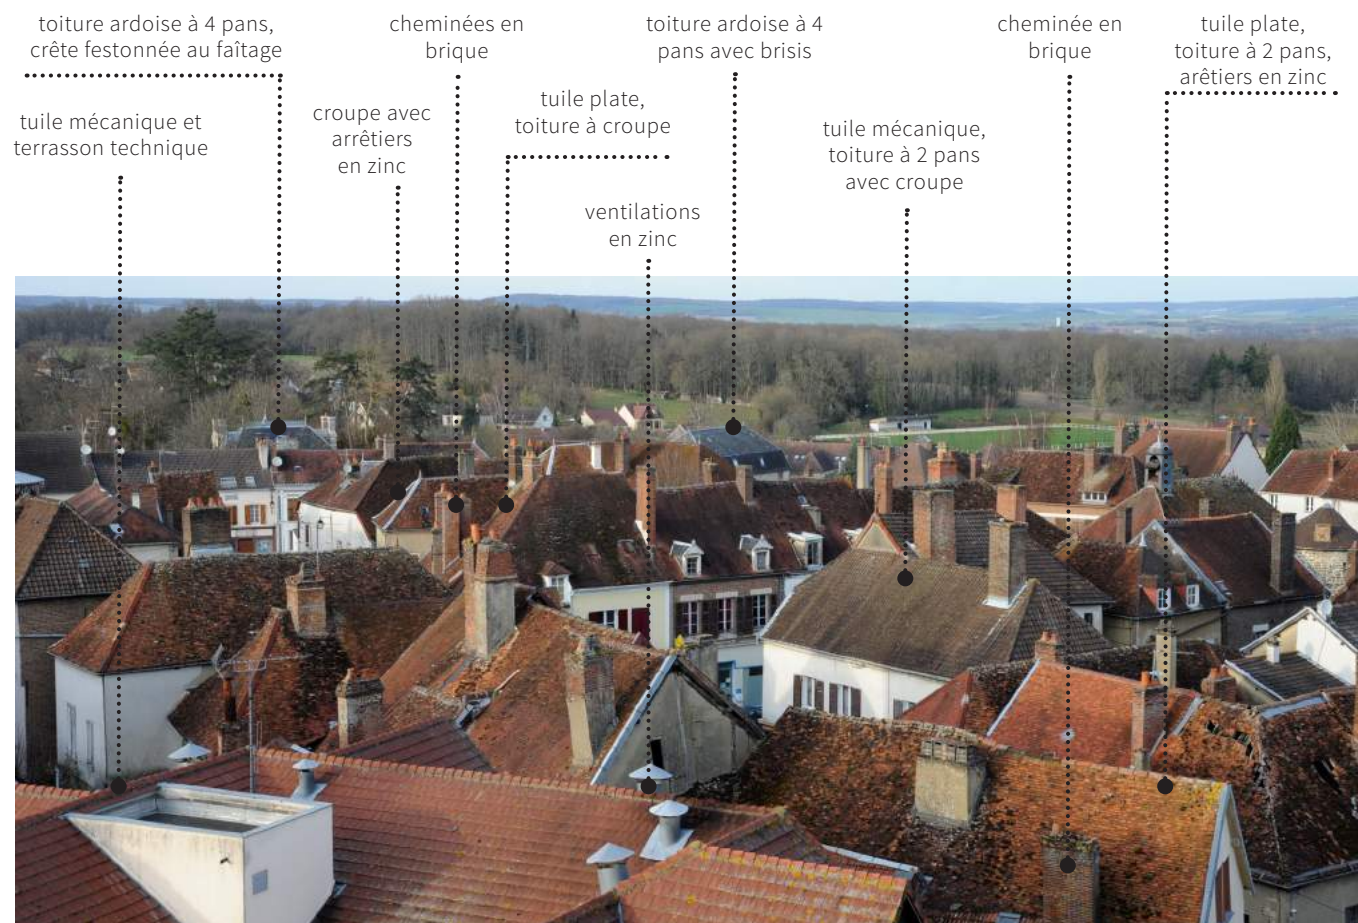 toiture ardoise à 4 pans,
crête festonnée au faîtage
cheminées en
brique
toiture ardoise à 4
pans avec brisis
cheminée en
brique
tuile plate,
toiture à 2 pans,
arêtiers en zinc
tuile mécanique et
terrasson technique
croupe avec
arrêtiers
en zinc
tuile plate,
toiture à croupe
tuile mécanique,
toiture à 2 pans
avec croupe
ventilations
en zinc